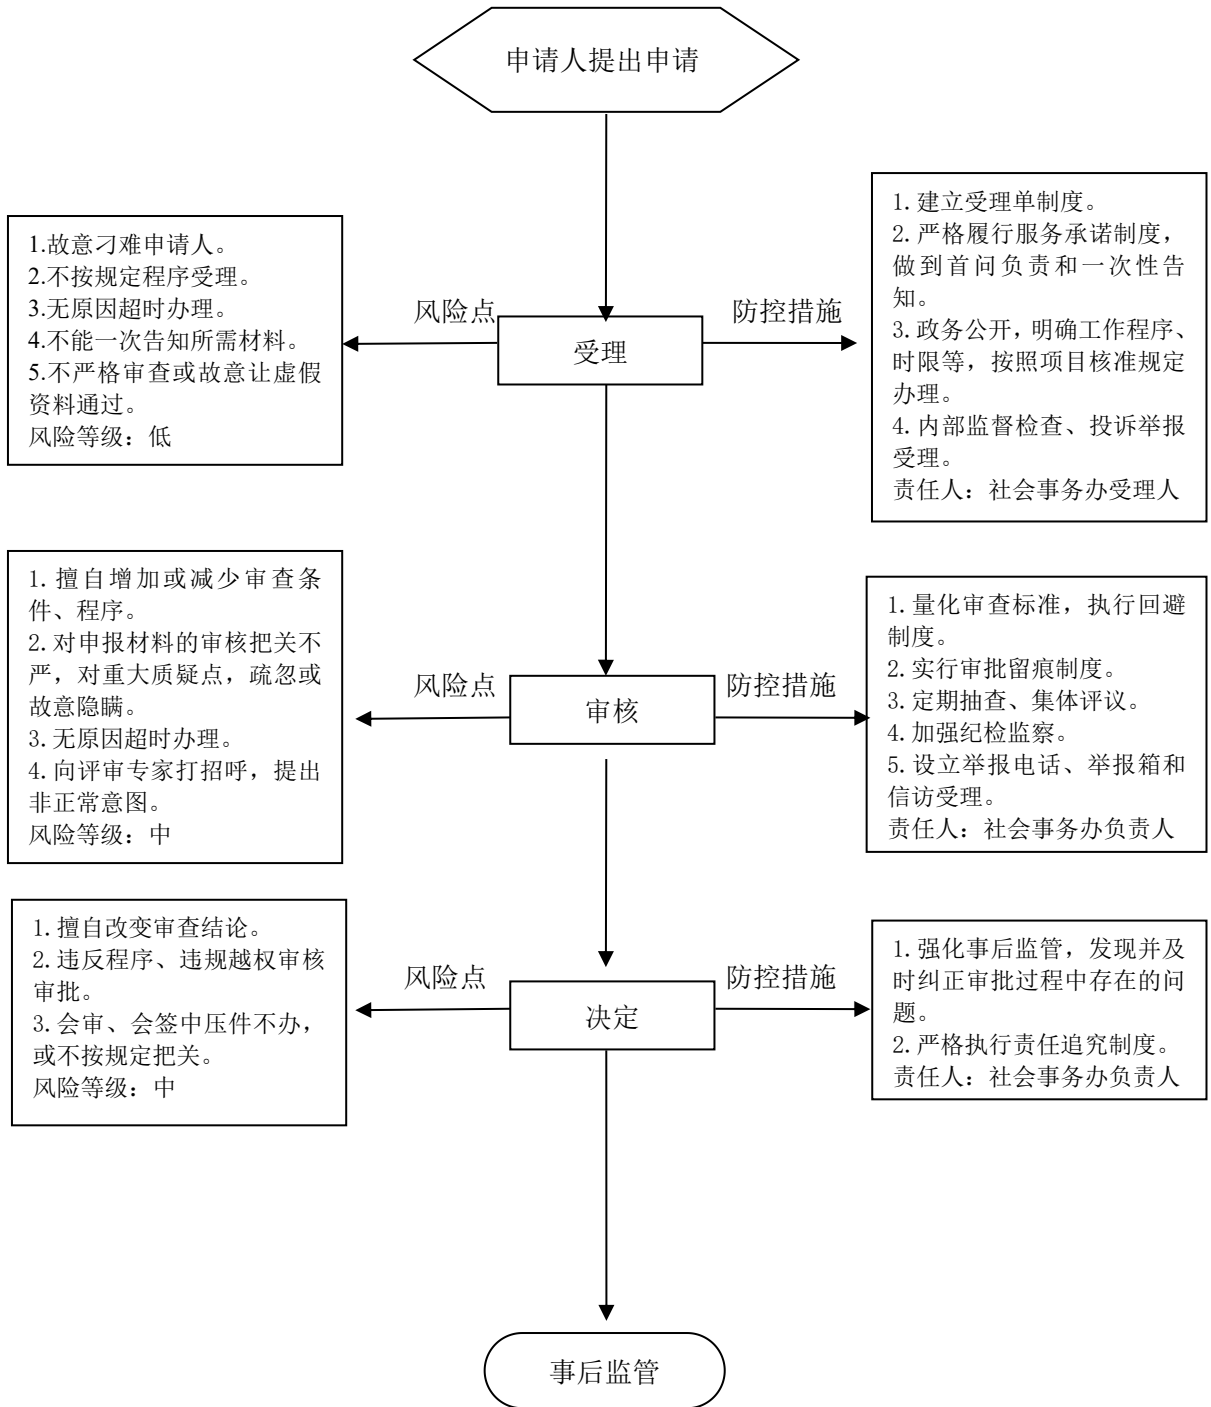 申请人提出申请
1.故意刁难申请人。
2.不按规定程序受理。
3.无原因超时办理。
4.不能一次告知所需材料。
5.不严格审查或故意让虚假
资料通过。
风险等级：低
风险点
受理
防控措施
1.建立受理单制度。
2.严格履行服务承诺制度，
做到首问负责和一次性告
知。
3.政务公开，明确工作程序、
时限等，按照项目核准规定
办理。
4.内部监督检查、投诉举报
受理。
责任人：社会事务办受理人
1.擅自增加或减少审查条
件、程序。
2.对申报材料的审核把关不
严，对重大质疑点，疏忽或
故意隐瞒。
3.无原因超时办理。
4.向评审专家打招呼，提出
非正常意图。
风险等级：中
风险点
审核
防控措施
1.量化审查标准，执行回避
制度。
2.实行审批留痕制度。
3.定期抽查、集体评议。
4.加强纪检监察。
5.设立举报电话、举报箱和
信访受理。
责任人：社会事务办负责人
1.擅自改变审查结论。
2.违反程序、违规越权审核
审批。
3.会审、会签中压件不办，
或不按规定把关。
风险等级：中
风险点
决定
防控措施
1.强化事后监管，发现并及
时纠正审批过程中存在的问
题。
2.严格执行责任追究制度。
责任人：社会事务办负责人
事后监管